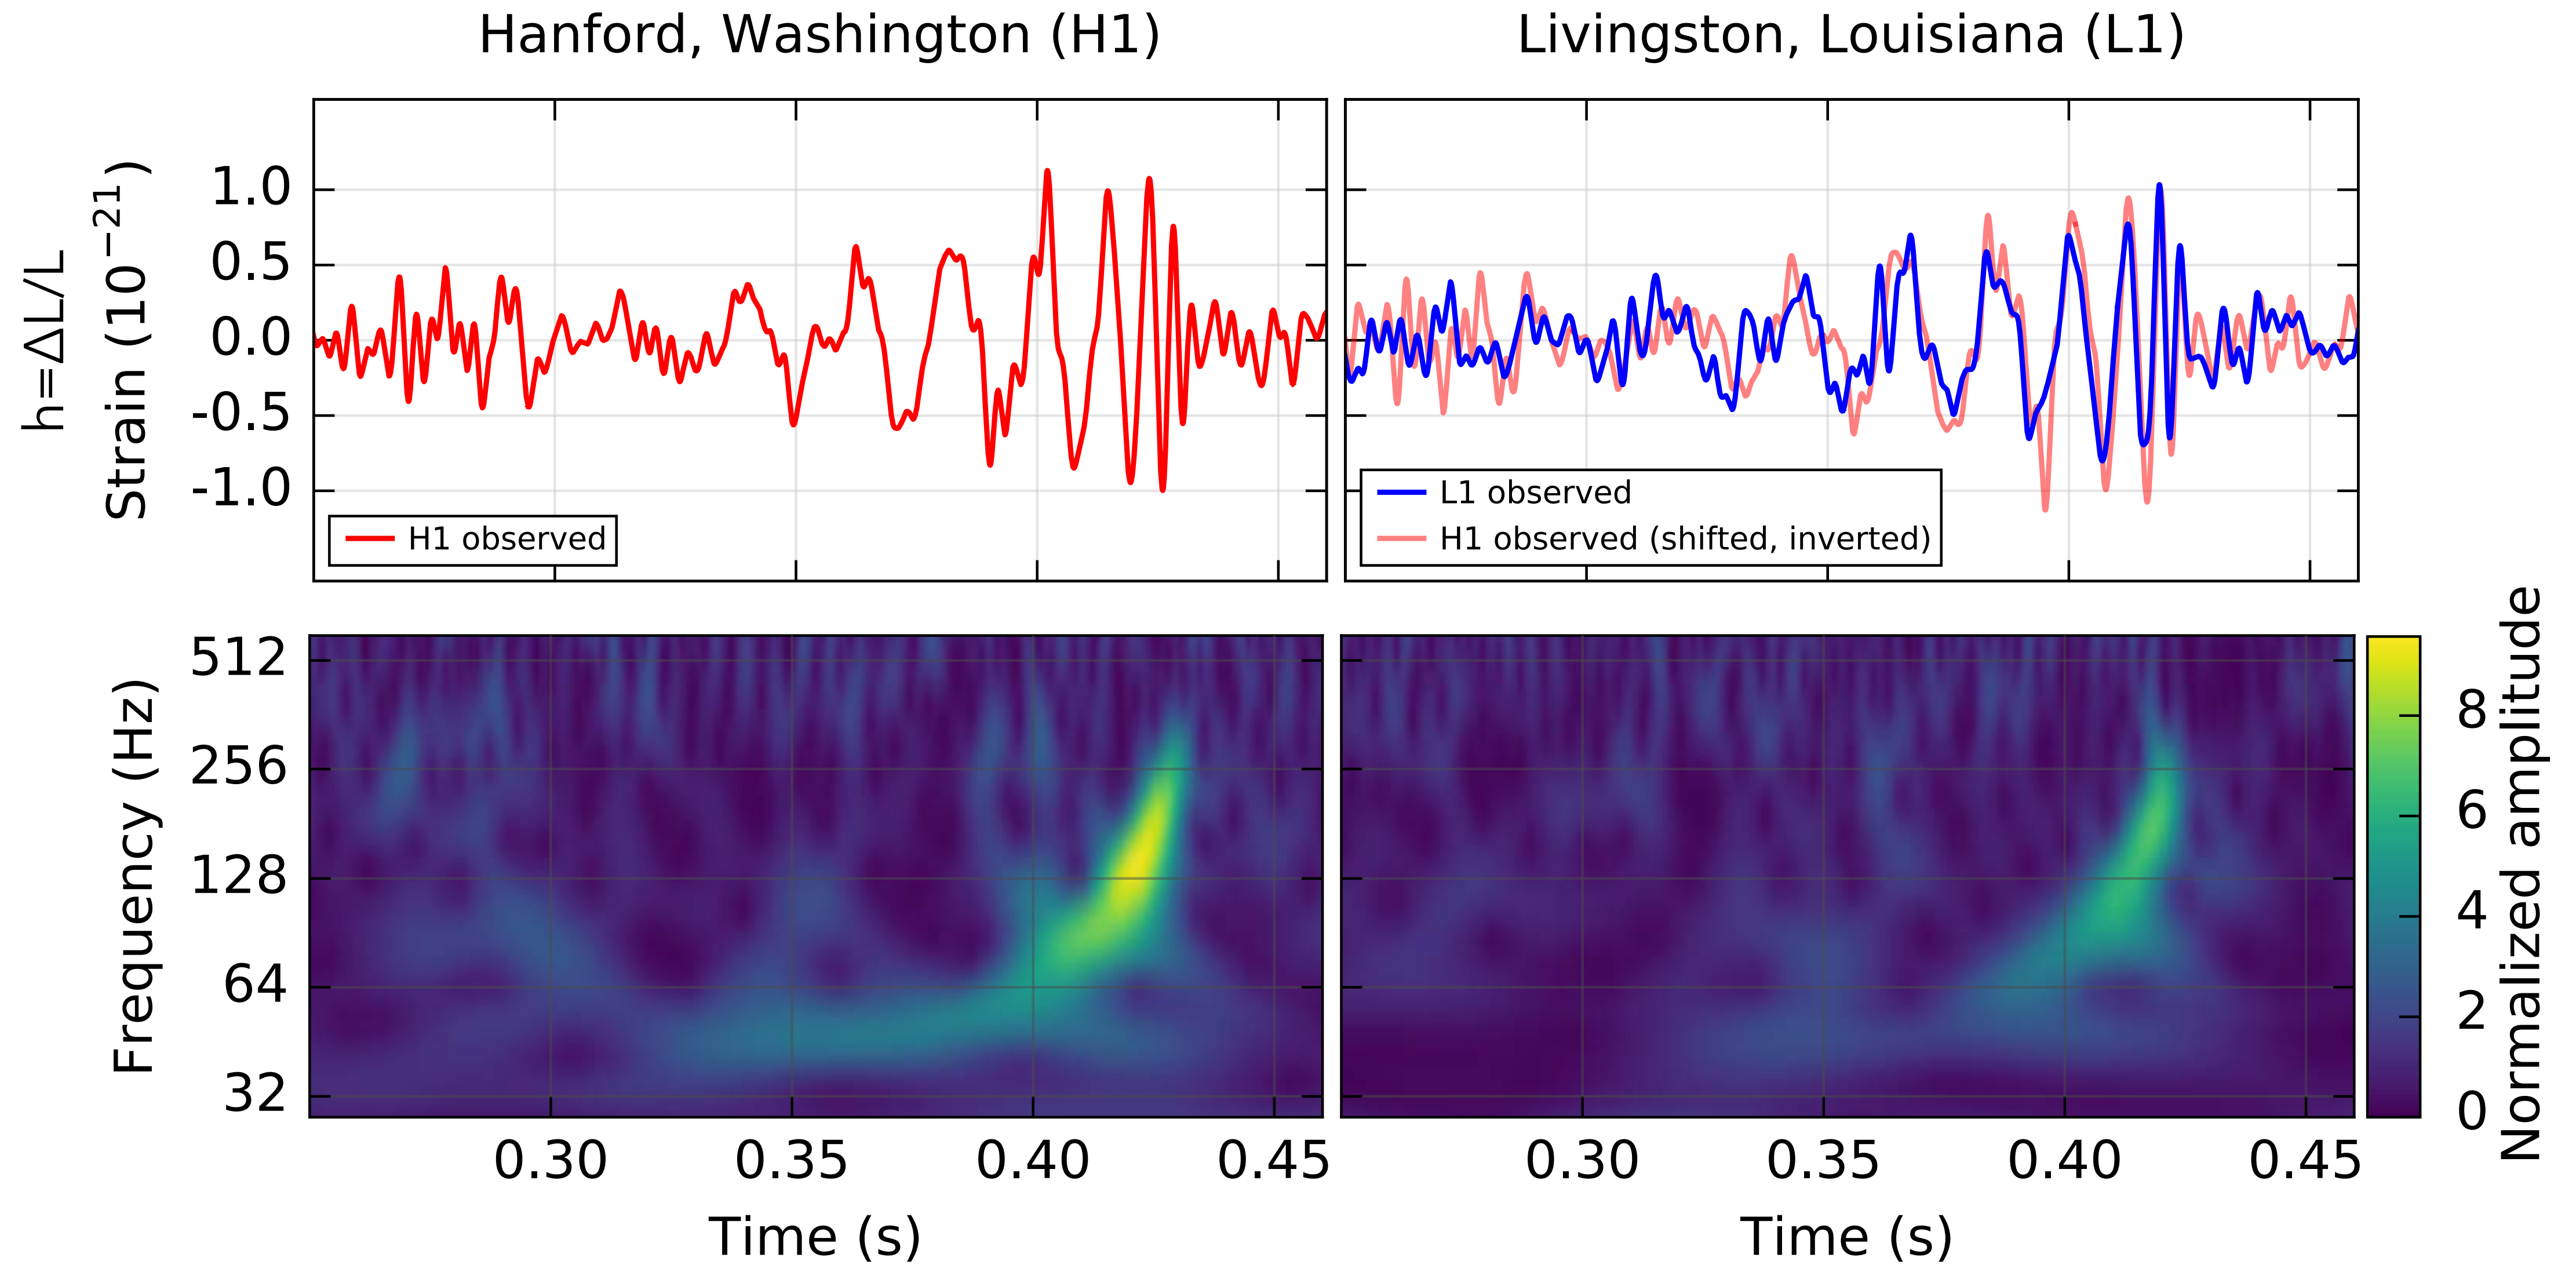 Hanford, Washington (H1)
Livingston, Louisiana (L1)
h=ΔL/L
Strain (10⁻²¹)
1.0
0.5
0.0
-0.5
-1.0
H1 observed
L1 observed
H1 observed (shifted, inverted)
Frequency (Hz)
512
256
128
64
32
0.30 0.35 0.40 0.45
Time (s)
0.30 0.35 0.40 0.45
Time (s)
8
6
4
2
0
Normalized amplitude